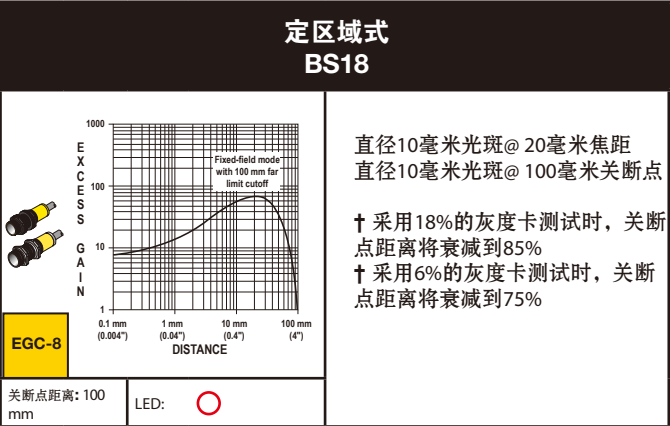 定区域式
BS18
EXCESS GAIN
1000
100
10
1
Fixed-field mode
with 100 mm far
limit cutoff
0.1 mm
(0.004")
1 mm
(0.04")
10 mm
(0.4")
100 mm
(4")
DISTANCE
EGC-8
直径10毫米光斑@ 20毫米焦距
直径10毫米光斑@ 100毫米关断点
† 采用18%的灰度卡测试时，关断
点距离将衰减到85%
† 采用6%的灰度卡测试时，关断
点距离将衰减到75%
关断点距离: 100
mm
LED: